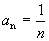 aₙ = 1/n